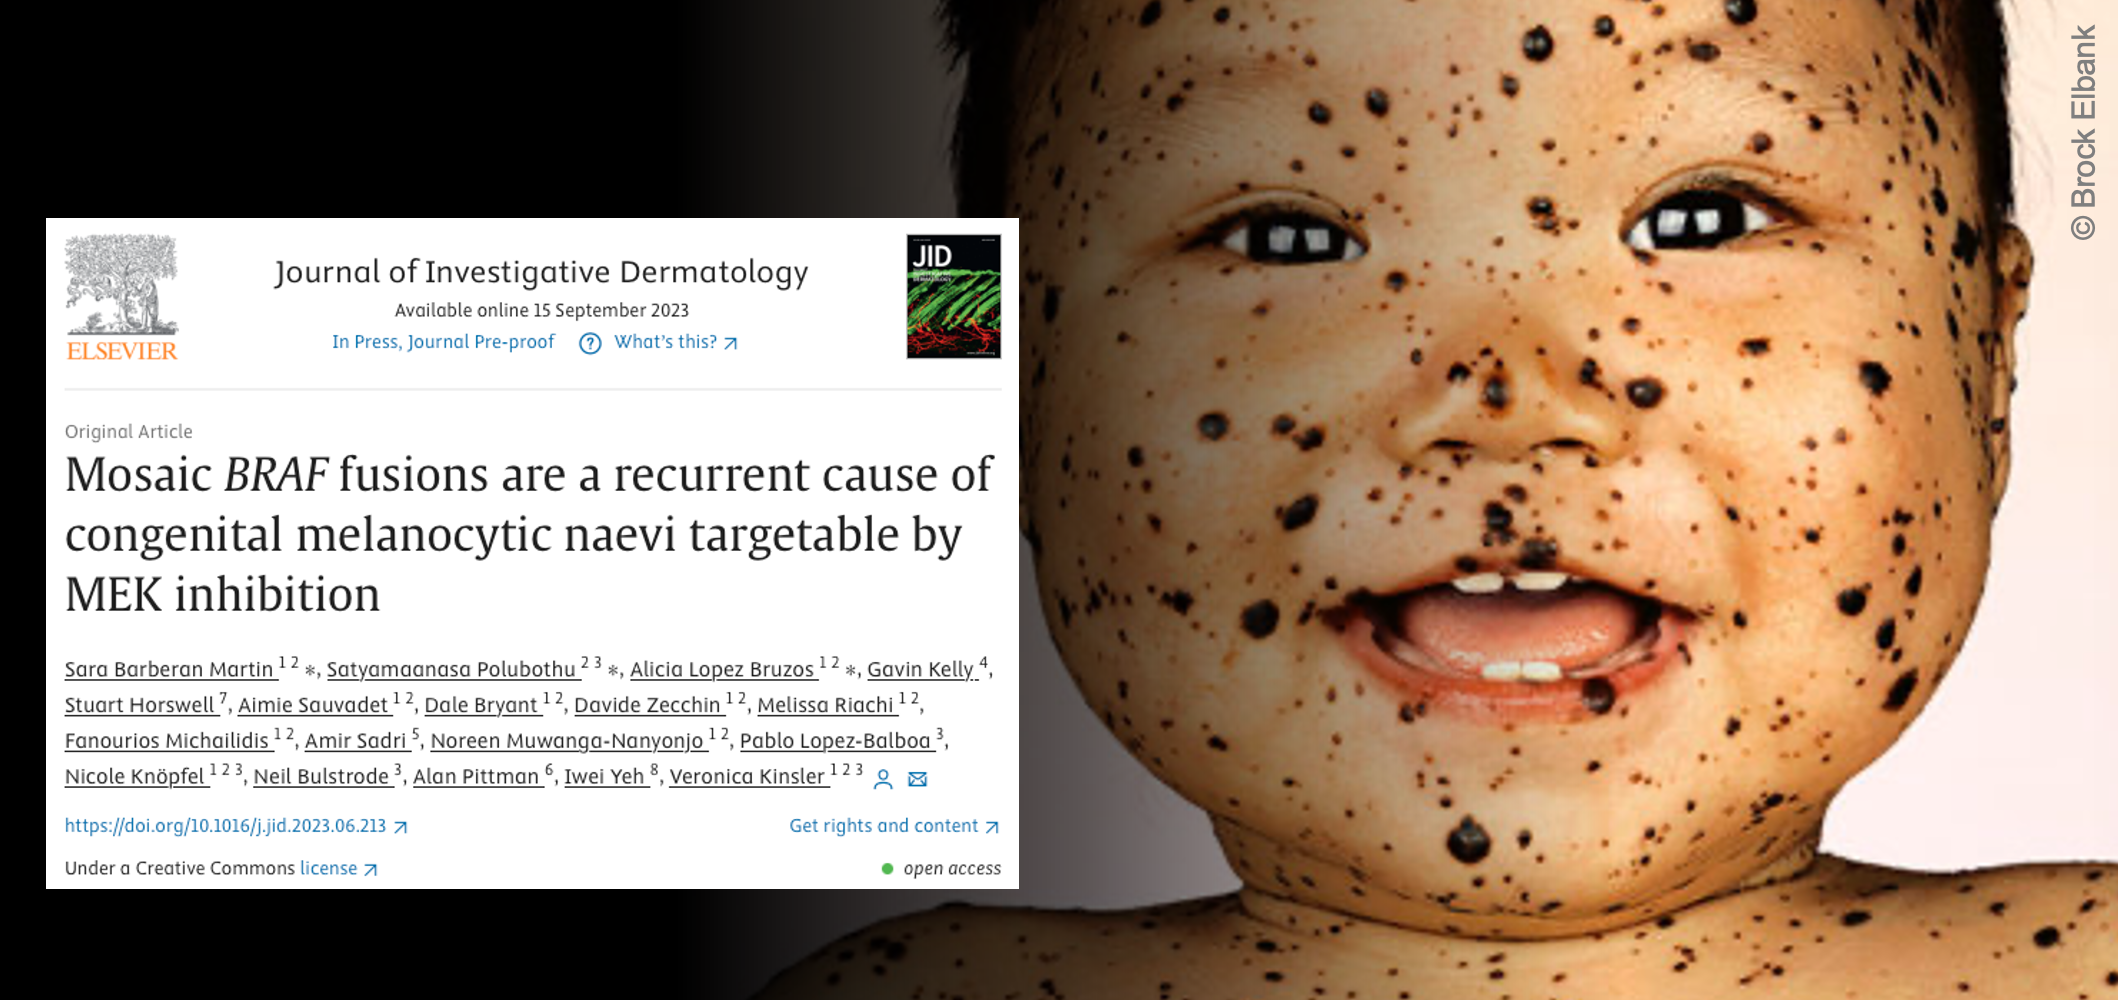 ELSEVIER
Journal of Investigative Dermatology
Available online 15 September 2023
In Press, Journal Pre-proof ? What's this? ↗
JID
Original Article
Mosaic BRAF fusions are a recurrent cause of
congenital melanocytic naevi targetable by
MEK inhibition
Sara Barberan Martin 1 2 *, Satyamaanasa Polubothu 2 3 *, Alicia Lopez Bruzos 1 2 *, Gavin Kelly 4,
Stuart Horswell 7, Aimie Sauvadet 1 2, Dale Bryant 1 2, Davide Zecchin 1 2, Melissa Riachi 1 2,
Fanourios Michailidis 1 2, Amir Sadri 5, Noreen Muwanga-Nanyonjo 1 2, Pablo Lopez-Balboa 3,
Nicole Knöpfel 1 2 3, Neil Bulstrode 3, Alan Pittman 6, Iwei Yeh 8, Veronica Kinsler 1 2 3
https://doi.org/10.1016/j.jid.2023.06.213 ↗
Get rights and content ↗
Under a Creative Commons license ↗
open access
© Brock Elbank